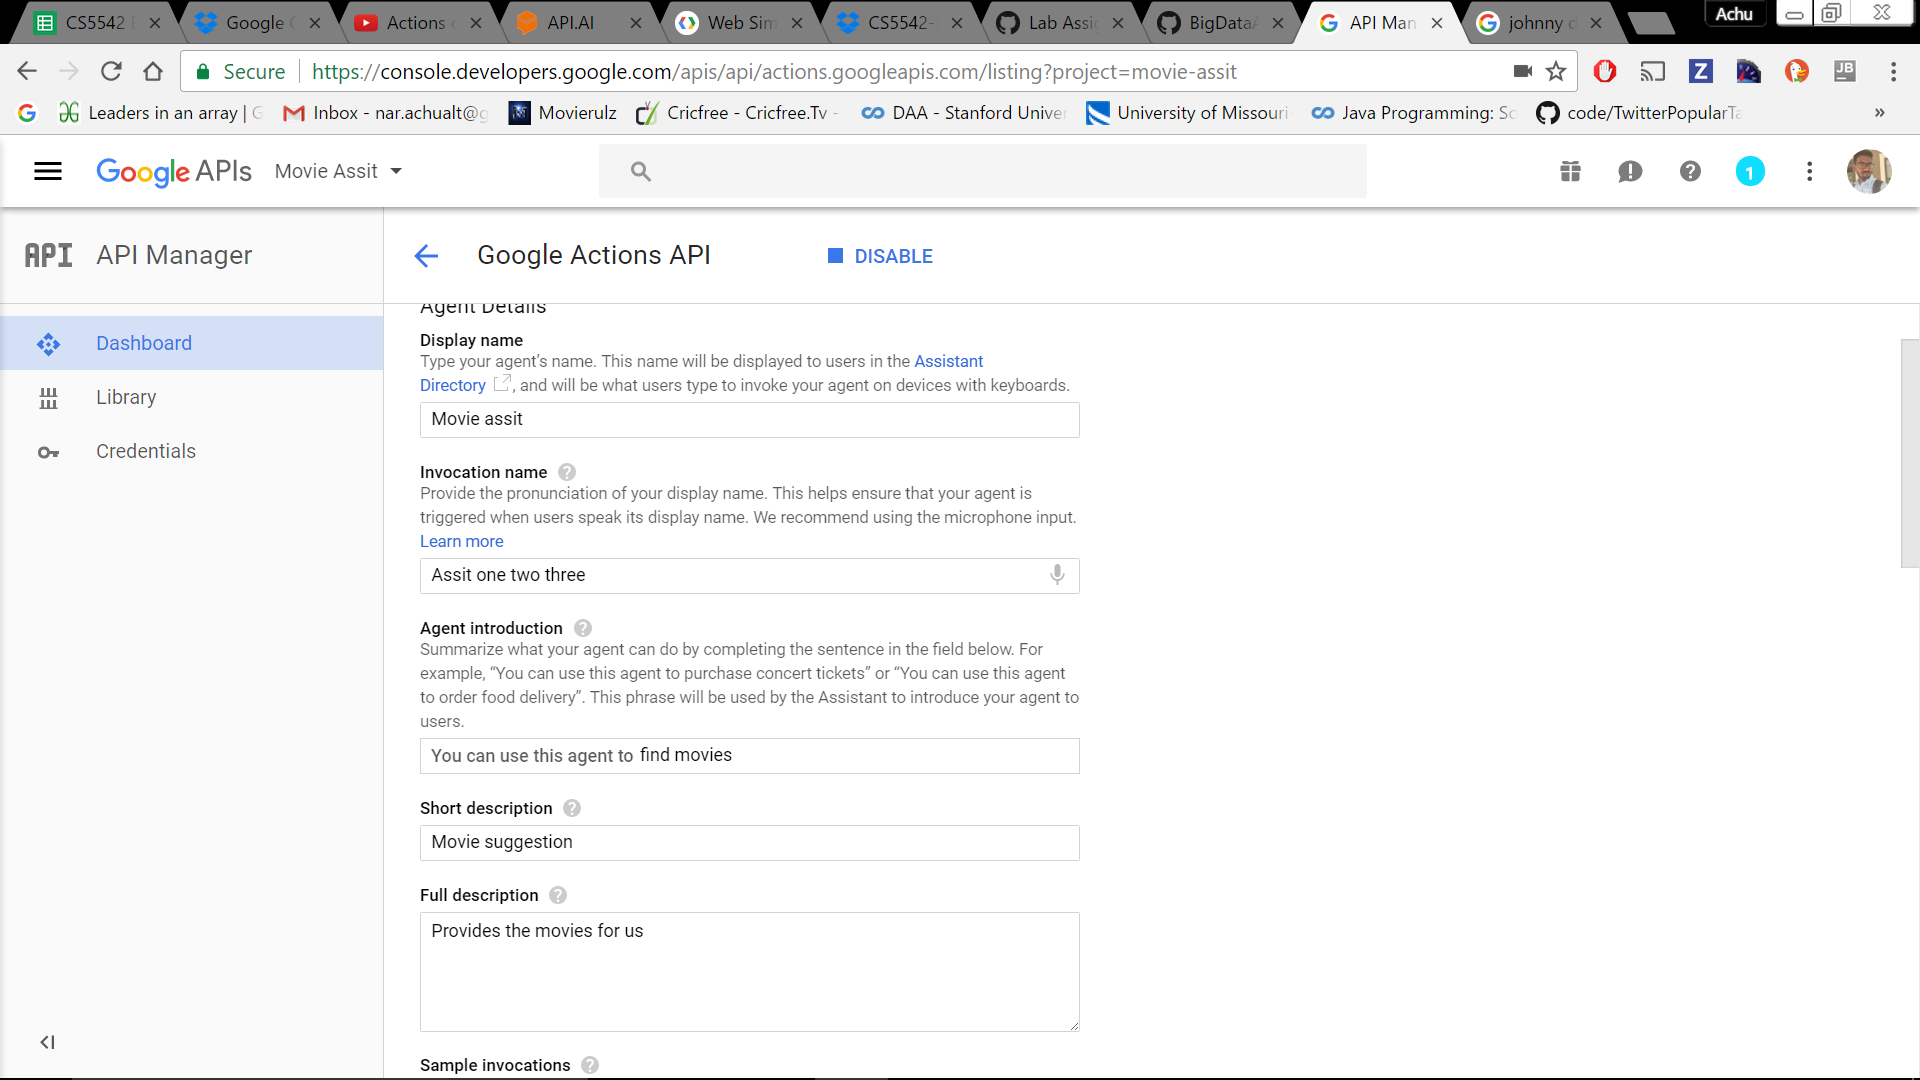 CS5542
Google
Actions
API.AI
Web Sim
CS5542-
Lab Assig
BigDataA
API Man
johnny d
Achu
Secure
https://console.developers.google.com/apis/api/actions.googleapis.com/listing?project=movie-assit
Leaders in an array | G
Inbox - nar.achualt@g
Movierulz
Cricfree - Cricfree.Tv -
DAA - Stanford Univer
University of Missouri
Java Programming: So
code/TwitterPopularTa
»
Google APIs
Movie Assit
1
API
API Manager
Google Actions API
DISABLE
Dashboard
Library
Credentials
Agent Details
Display name
Type your agent’s name. This name will be displayed to users in the Assistant
Directory , and will be what users type to invoke your agent on devices with keyboards.
Movie assit
Invocation name
Provide the pronunciation of your display name. This helps ensure that your agent is
triggered when users speak its display name. We recommend using the microphone input.
Learn more
Assit one two three
Agent introduction
Summarize what your agent can do by completing the sentence in the field below. For
example, “You can use this agent to purchase concert tickets” or “You can use this agent
to order food delivery”. This phrase will be used by the Assistant to introduce your agent to
users.
You can use this agent to find movies
Short description
Movie suggestion
Full description
Provides the movies for us
Sample invocations